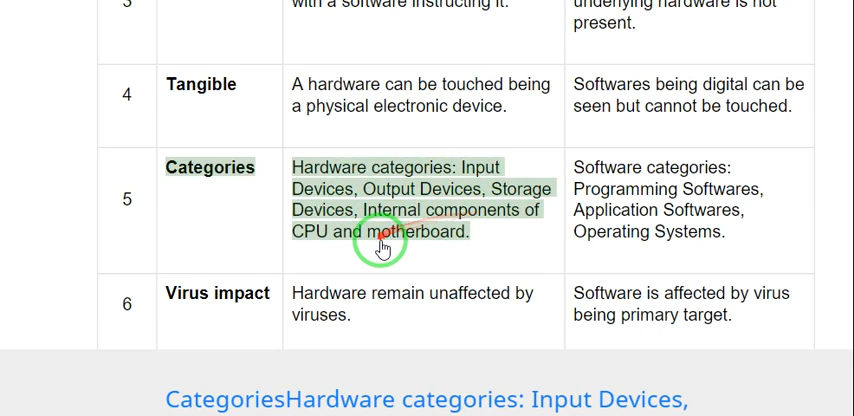 3
with a software instructing it.
underlying hardware is not
present.
4
Tangible
A hardware can be touched being
a physical electronic device.
Softwares being digital can be
seen but cannot be touched.
5
Categories
Hardware categories: Input
Devices, Output Devices, Storage
Devices, Internal components of
CPU and motherboard.
Software categories:
Programming Softwares,
Application Softwares,
Operating Systems.
6
Virus impact
Hardware remain unaffected by
viruses.
Software is affected by virus
being primary target.
CategoriesHardware categories: Input Devices,